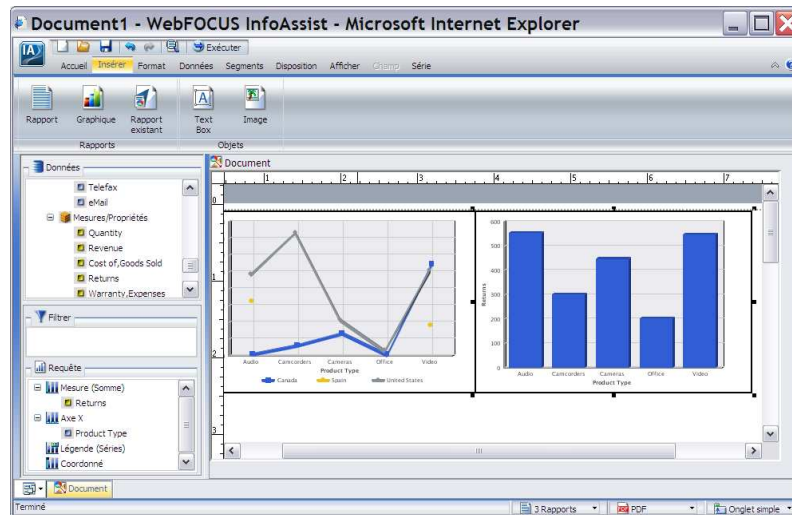 Document1 - WebFOCUS InfoAssist - Microsoft Internet Explorer
IA
Exécuter
Accueil Insérer Format Données Segments Disposition Afficher Champ Série
Rapport Graphique Rapport existant Text Box Image
Rapports Objets
Données
Telefax
eMail
Mesures/Propriétés
Quantity
Revenue
Cost of,Goods Sold
Returns
Warranty,Expenses
Filtrer
Requête
Mesure (Somme)
Returns
Axe X
Product Type
Légende (Séries)
Coordonné
Document
1 2 3 4 5 6 7
0
1
2
3
Audio Camcorders Cameras Office Video
Product Type
Canada Spain United States
600
500
400
300
200
100
0
Returns
Audio Camcorders Cameras Office Video
Product Type
Document
Terminé 3 Rapports PDF Onglet simple